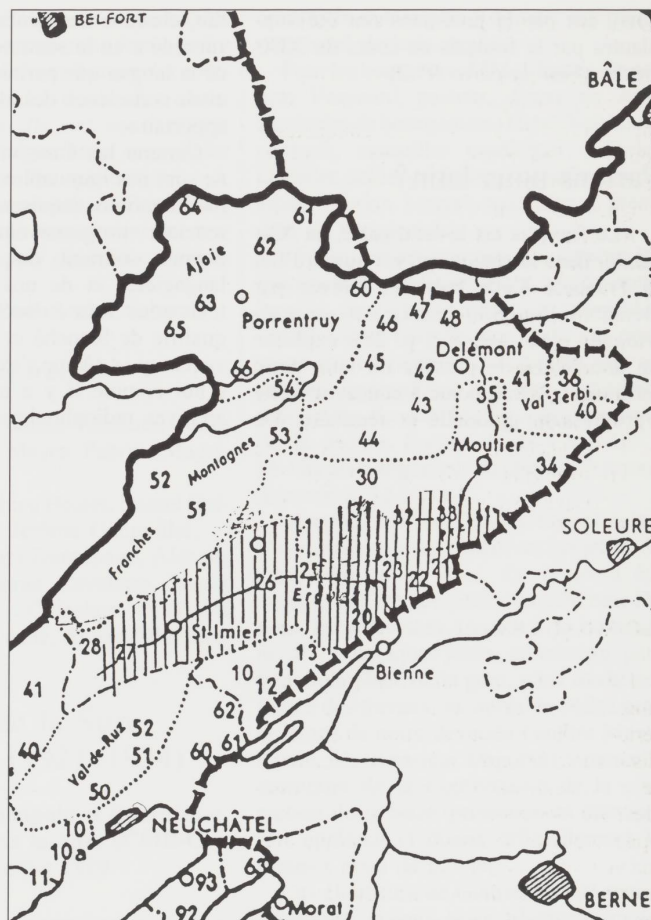 BELFORT
BÂLE
64
61
62
Ajoie
60
63
Porrentruy
47
48
46
65
45
Delémont
42
41
36
66
54
43
35
Val-Terbi
40
53
44
Moutier
52
Montagnes
30
34
51
32
33
SOLEURE
Franches
25
26
23
22
21
Erguel
20
28
27
St-Imier
13
Bienne
10
11
12
41
62
52
40
Val-de-Ruz
51
60
61
50
10
NEUCHÂTEL
10a
63
11
93
BERNE
92
Morat